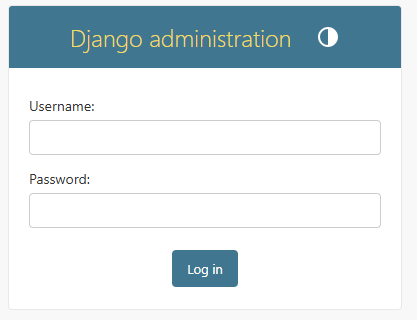 Django administration
Username:
Password:
Log in